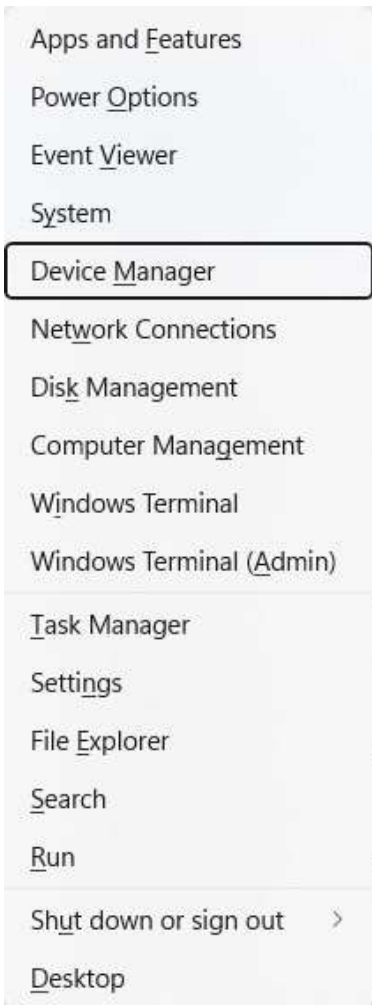 Apps and Features
Power Options
Event Viewer
System
Device Manager
Network Connections
Disk Management
Computer Management
Windows Terminal
Windows Terminal (Admin)
Task Manager
Settings
File Explorer
Search
Run
Shut down or sign out
Desktop